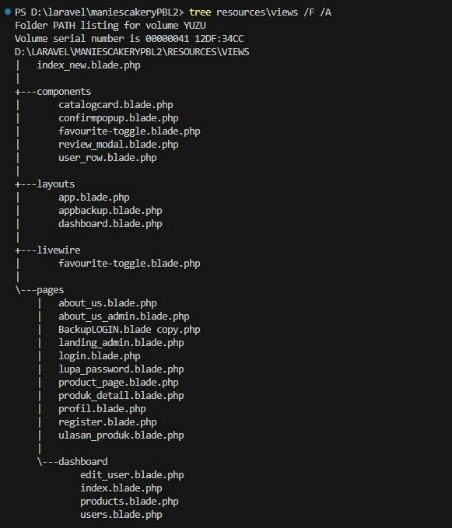 PS D:\laravel\maniescakeryPBL2> tree resources\views /F /A
Folder PATH listing for volume YUZU
Volume serial number is 00000041 12DF:34CC
D:\LARAVEL\MANIESCAKERYPBL2\RESOURCES\VIEWS
|   index_new.blade.php
|
+---components
|       catalogcard.blade.php
|       confirmpopup.blade.php
|       favourite-toggle.blade.php
|       review_modal.blade.php
|       user_row.blade.php
|
+---layouts
|       app.blade.php
|       appbackup.blade.php
|       dashboard.blade.php
|
+---livewire
|       favourite-toggle.blade.php
|
\---pages
    |   about_us.blade.php
    |   about_us_admin.blade.php
    |   BackupLOGIN.blade copy.php
    |   landing_admin.blade.php
    |   login.blade.php
    |   lupa_password.blade.php
    |   product_page.blade.php
    |   produk_detail.blade.php
    |   profil.blade.php
    |   register.blade.php
    |   ulasan_produk.blade.php
    |
    \---dashboard
            edit_user.blade.php
            index.blade.php
            products.blade.php
            users.blade.php